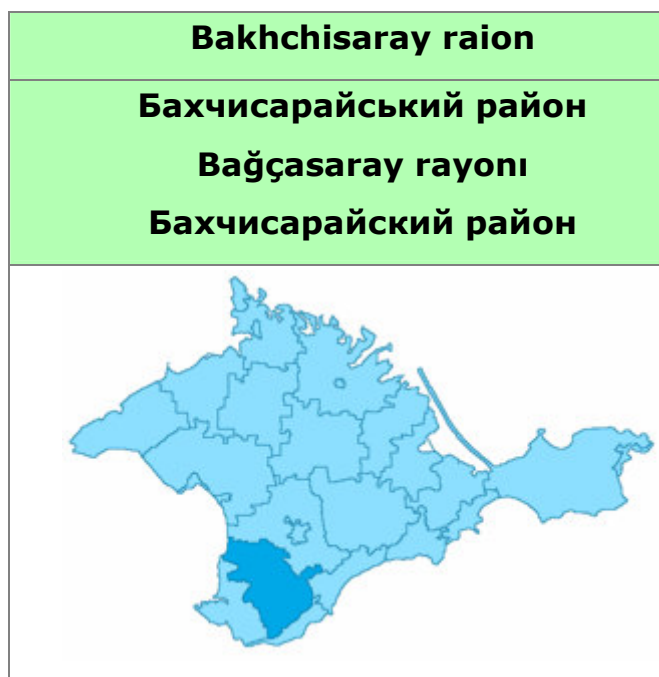 Bakhchisaray raion
Бахчисарайський район
Bağçasaray rayonı
Бахчисарайский район